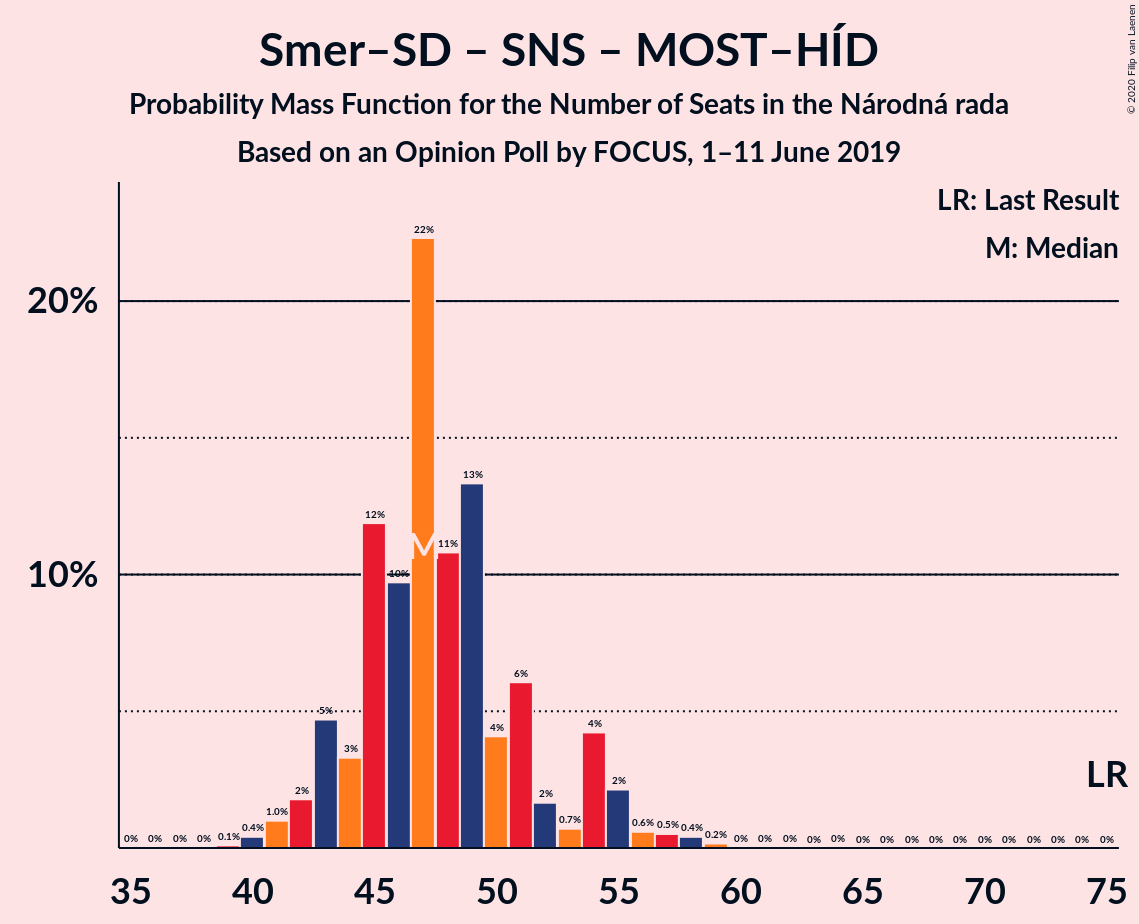 Smer–SD – SNS – MOST–HÍD
Probability Mass Function for the Number of Seats in the Národná rada
Based on an Opinion Poll by FOCUS, 1–11 June 2019
© 2020 Filip van Laenen
LR: Last Result
M: Median
20%
10%
0% 0% 0% 0% 0.1% 0.4% 1.0% 2% 5% 3% 12% 10% 22% 11% 13% 4% 6% 2% 0.7% 4% 2% 0.6% 0.5% 0.4% 0.2% 0% 0% 0% 0% 0% 0% 0% 0% 0% 0% 0% 0% 0% 0% 0% 0%
M
LR
35 40 45 50 55 60 65 70 75